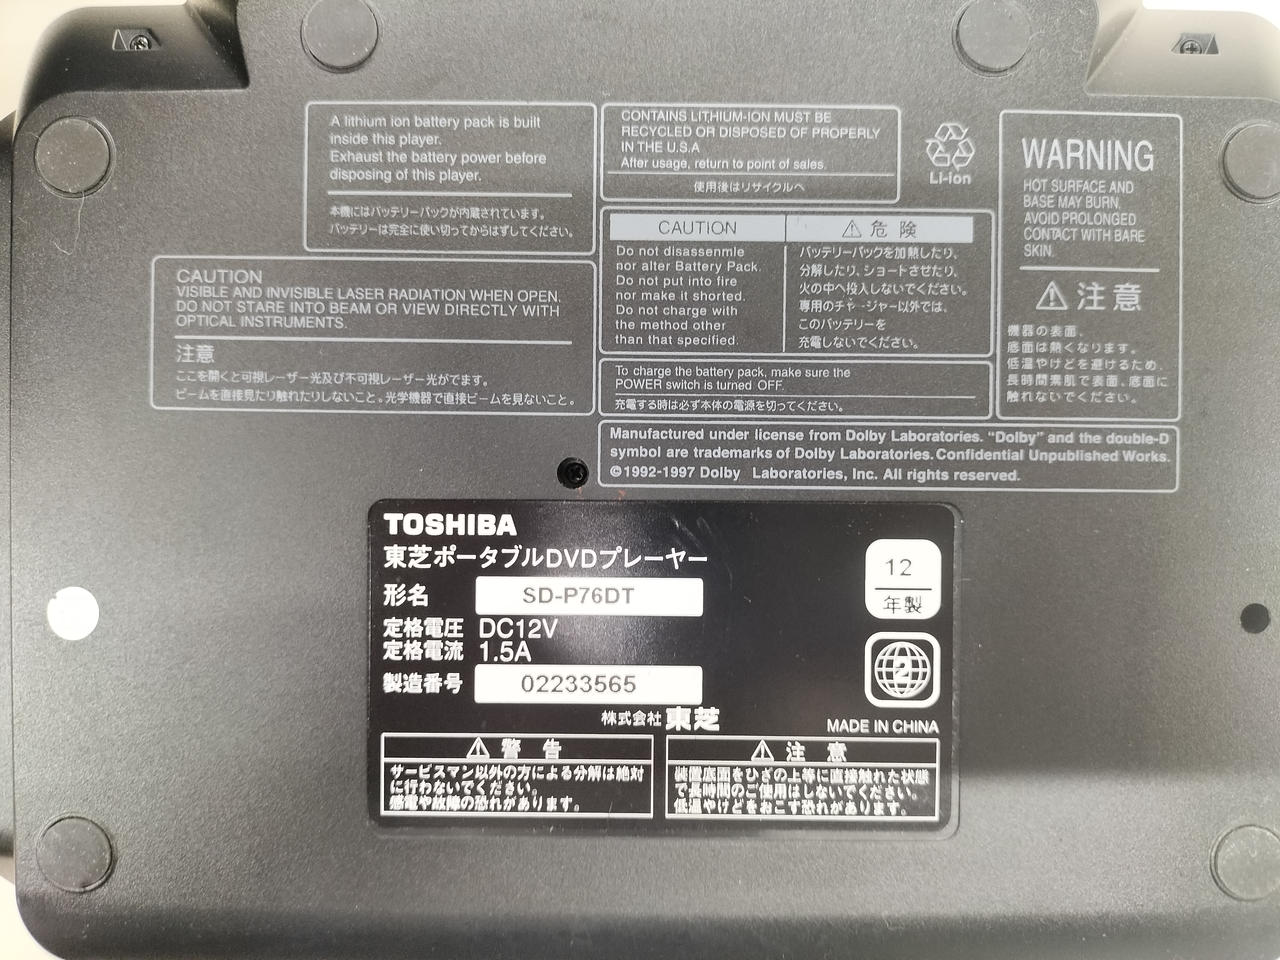 A lithium ion battery pack is built
inside this player.
Exhaust the battery power before
disposing of this player.
本機にはバッテリーパックが内蔵されています。
バッテリーは完全に使い切ってからはずしてください。
CONTAINS LITHIUM-ION MUST BE
RECYCLED OR DISPOSED OF PROPERLY
IN THE U.S.A
After usage, return to point of sales.
使用後はリサイクルへ
Li-ion
WARNING
HOT SURFACE AND
BASE MAY BURN,
AVOID PROLONGED
CONTACT WITH BARE
SKIN.
注意
機器の表面、
底面は熱くなります。
低温やけどを避けるため、
長時間素肌で表面、底面に
触れないでください。
CAUTION
Do not disassenmle
nor alter Battery Pack.
Do not put into fire
nor make it shorted.
Do not charge with
the method other
than that specified.
危険
バッテリーパックを加熱したり、
分解したり、ショートさせたり、
火の中へ投入しないでください。
専用のチャージャー以外では、
このバッテリーを
充電しないでください。
CAUTION
VISIBLE AND INVISIBLE LASER RADIATION WHEN OPEN.
DO NOT STARE INTO BEAM OR VIEW DIRECTLY WITH
OPTICAL INSTRUMENTS.
注意
ここを開くと可視レーザー光及び不可視レーザー光がでます。
ビームを直接見たり触れたりしないこと。光学機器で直接ビームを見ないこと。
To charge the battery pack, make sure the
POWER switch is turned OFF.
充電する時は必ず本体の電源を切ってください。
Manufactured under license from Dolby Laboratories. “Dolby” and the double-D
symbol are trademarks of Dolby Laboratories. Confidential Unpublished Works.
©1992-1997 Dolby Laboratories, Inc. All rights reserved.
TOSHIBA
東芝ポータブルDVDプレーヤー
形名 SD-P76DT
定格電圧 DC12V
定格電流 1.5A
製造番号 02233565
株式会社 東芝
12
年製
2
MADE IN CHINA
警告
サービスマン以外の方による分解は絶対
に行わないでください。
感電や故障の恐れがあります。
注意
装置底面をひざの上等に直接触れた状態
で長時間のご使用はしないでください。
低温やけどをおこす恐れがあります。